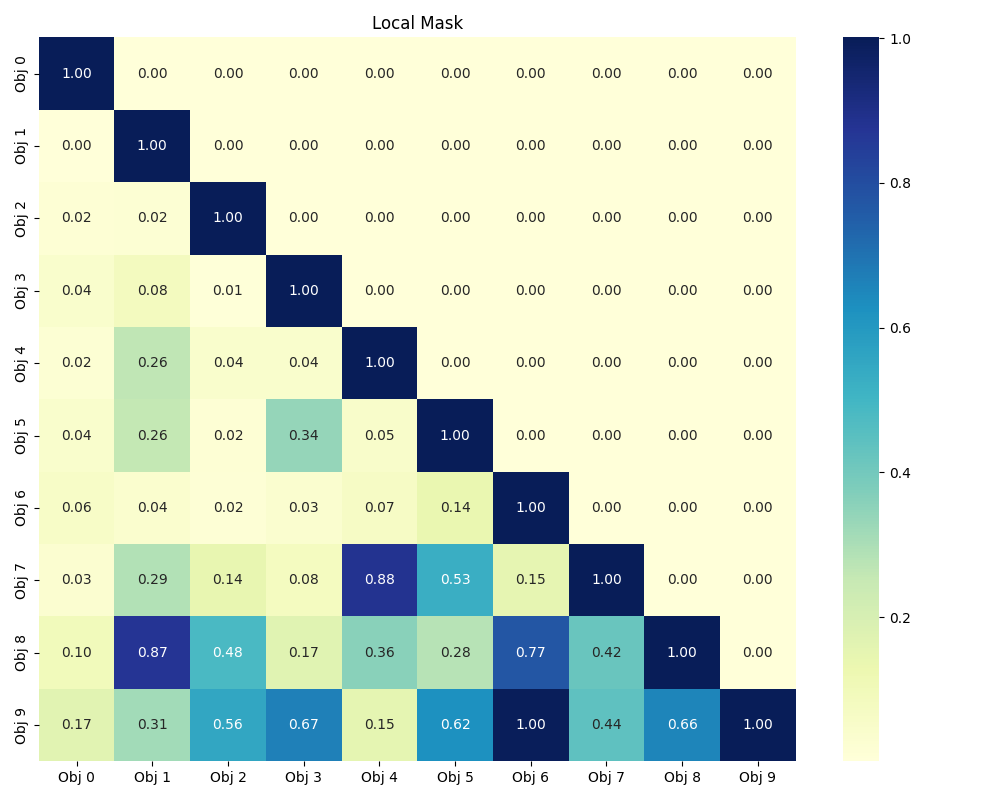 Local Mask
Obj 0 1.00 0.00 0.00 0.00 0.00 0.00 0.00 0.00 0.00 0.00
Obj 1 0.00 1.00 0.00 0.00 0.00 0.00 0.00 0.00 0.00 0.00
Obj 2 0.02 0.02 1.00 0.00 0.00 0.00 0.00 0.00 0.00 0.00
Obj 3 0.04 0.08 0.01 1.00 0.00 0.00 0.00 0.00 0.00 0.00
Obj 4 0.02 0.26 0.04 0.04 1.00 0.00 0.00 0.00 0.00 0.00
Obj 5 0.04 0.26 0.02 0.34 0.05 1.00 0.00 0.00 0.00 0.00
Obj 6 0.06 0.04 0.02 0.03 0.07 0.14 1.00 0.00 0.00 0.00
Obj 7 0.03 0.29 0.14 0.08 0.88 0.53 0.15 1.00 0.00 0.00
Obj 8 0.10 0.87 0.48 0.17 0.36 0.28 0.77 0.42 1.00 0.00
Obj 9 0.17 0.31 0.56 0.67 0.15 0.62 1.00 0.44 0.66 1.00
Obj 0 Obj 1 Obj 2 Obj 3 Obj 4 Obj 5 Obj 6 Obj 7 Obj 8 Obj 9
1.0
0.8
0.6
0.4
0.2